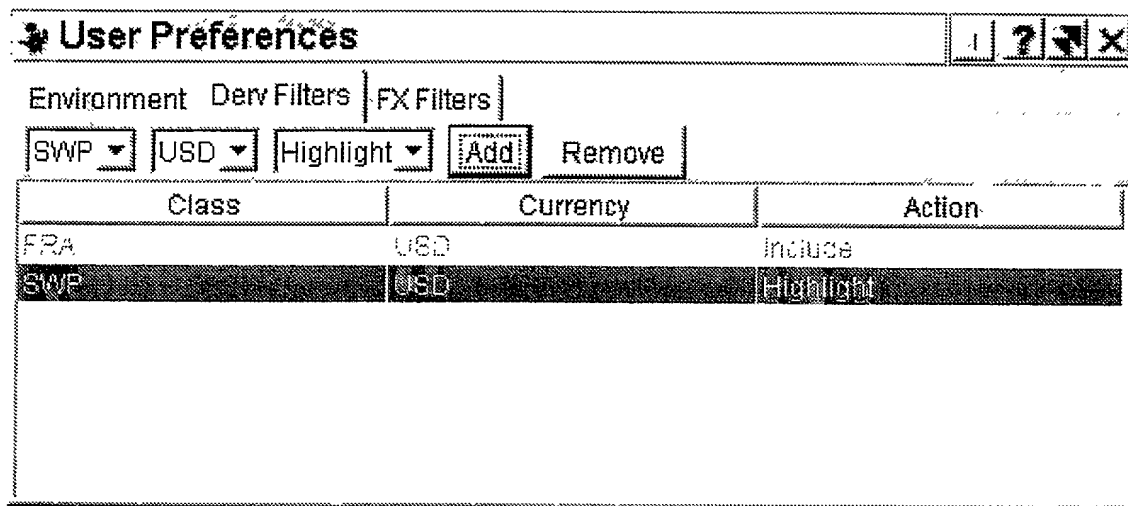 User Preferences ?
Environment Derv Filters FX Filters
SWP USD Highlight Add Remove
Class Currency Action
FRA USD Include
SWP USD Highlight